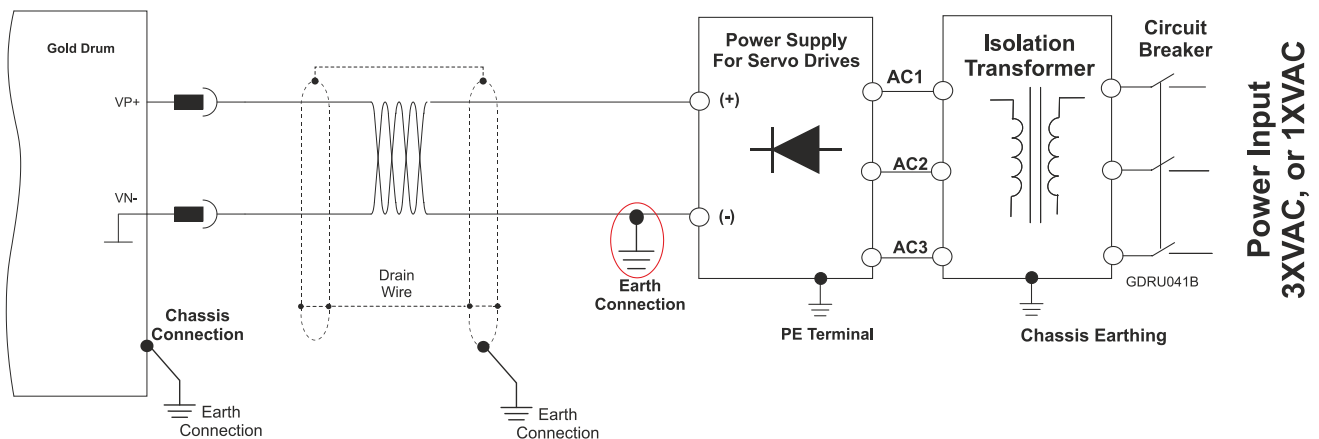 Gold Drum
VP+
VN-
Chassis
Connection
Earth
Connection
Drain
Wire
Earth
Connection
Earth
Connection
Power Supply
For Servo Drives
(+)
(-)
PE Terminal
AC1
AC2
AC3
Isolation
Transformer
Chassis Earthing
Circuit
Breaker
GDRU041B
Power Input
3XVAC, or 1XVAC